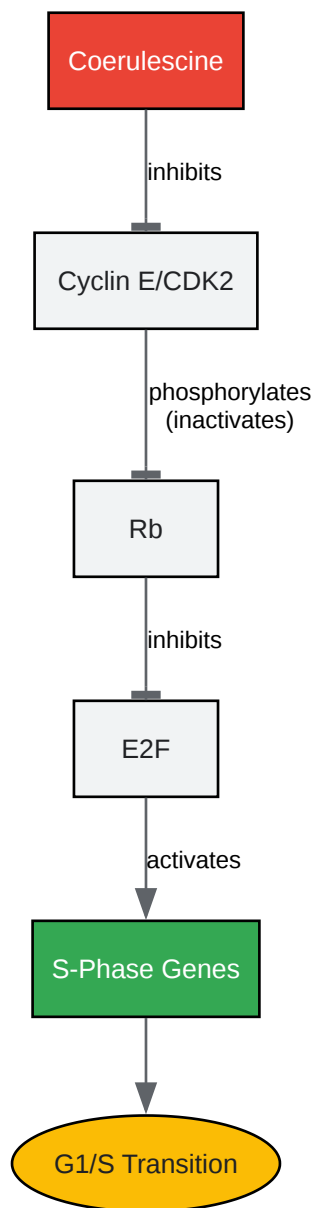 Coerulescine
inhibits
Cyclin E/CDK2
phosphorylates
(inactivates)
Rb
inhibits
E2F
activates
S-Phase Genes
G1/S Transition